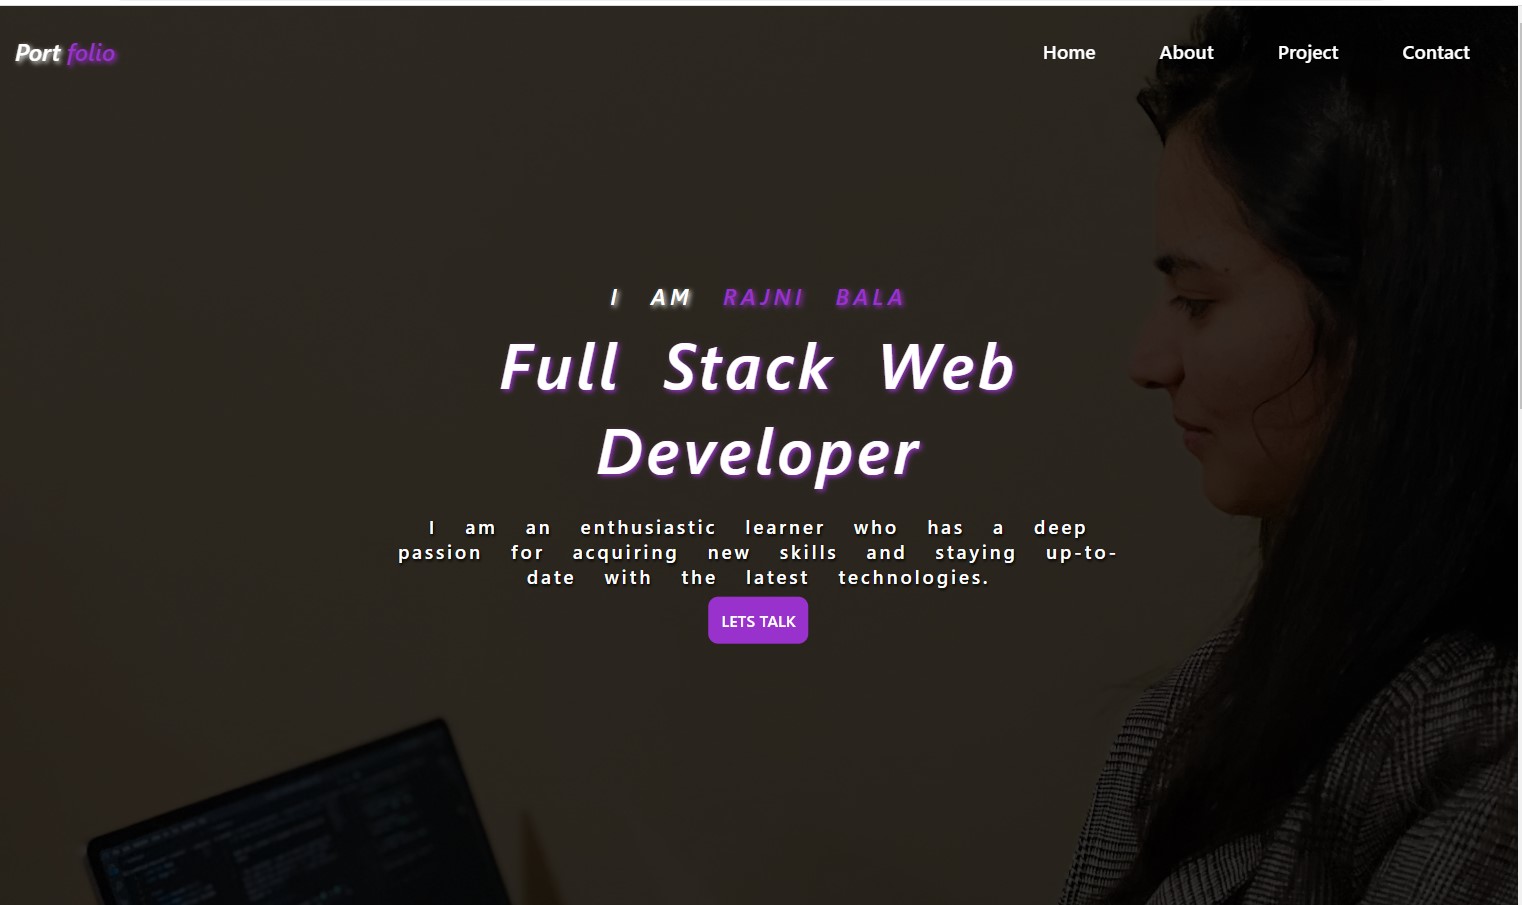 Port folio
Home About Project Contact
I AM RAJNI BALA
Full Stack Web
Developer
I am an enthusiastic learner who has a deep
passion for acquiring new skills and staying up-to-
date with the latest technologies.
LETS TALK